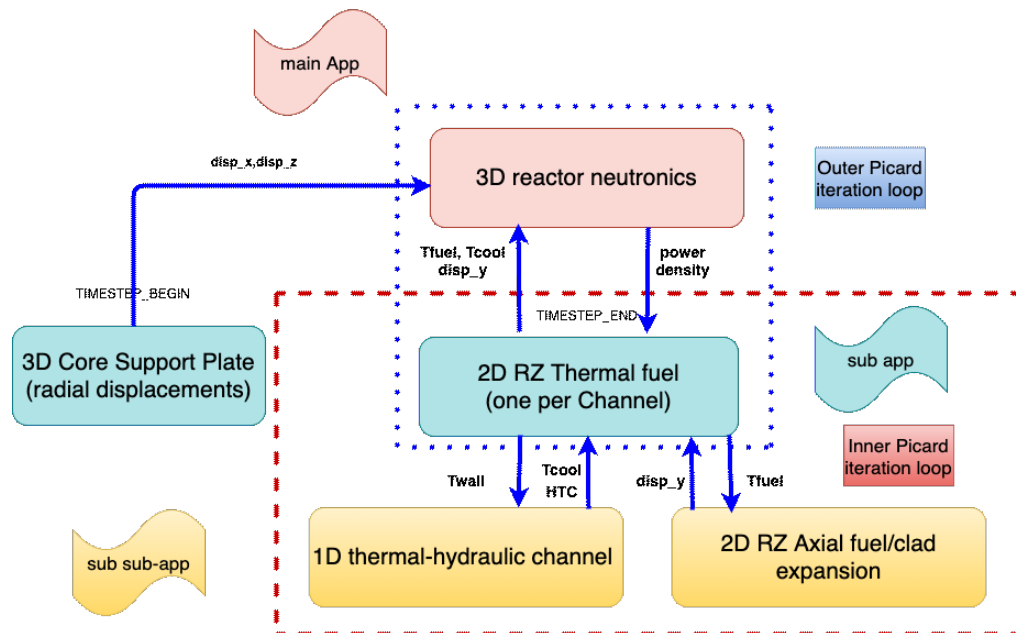 main App
disp_x,disp_z
3D reactor neutronics
Outer Picard
iteration loop
Tfuel, Tcool
disp_y
power
density
TIMESTEP_BEGIN
TIMESTEP_END
3D Core Support Plate
(radial displacements)
2D RZ Thermal fuel
(one per Channel)
sub app
Inner Picard
iteration loop
Twall
Tcool
HTC
disp_y
Tfuel
sub sub-app
1D thermal-hydraulic channel
2D RZ Axial fuel/clad
expansion